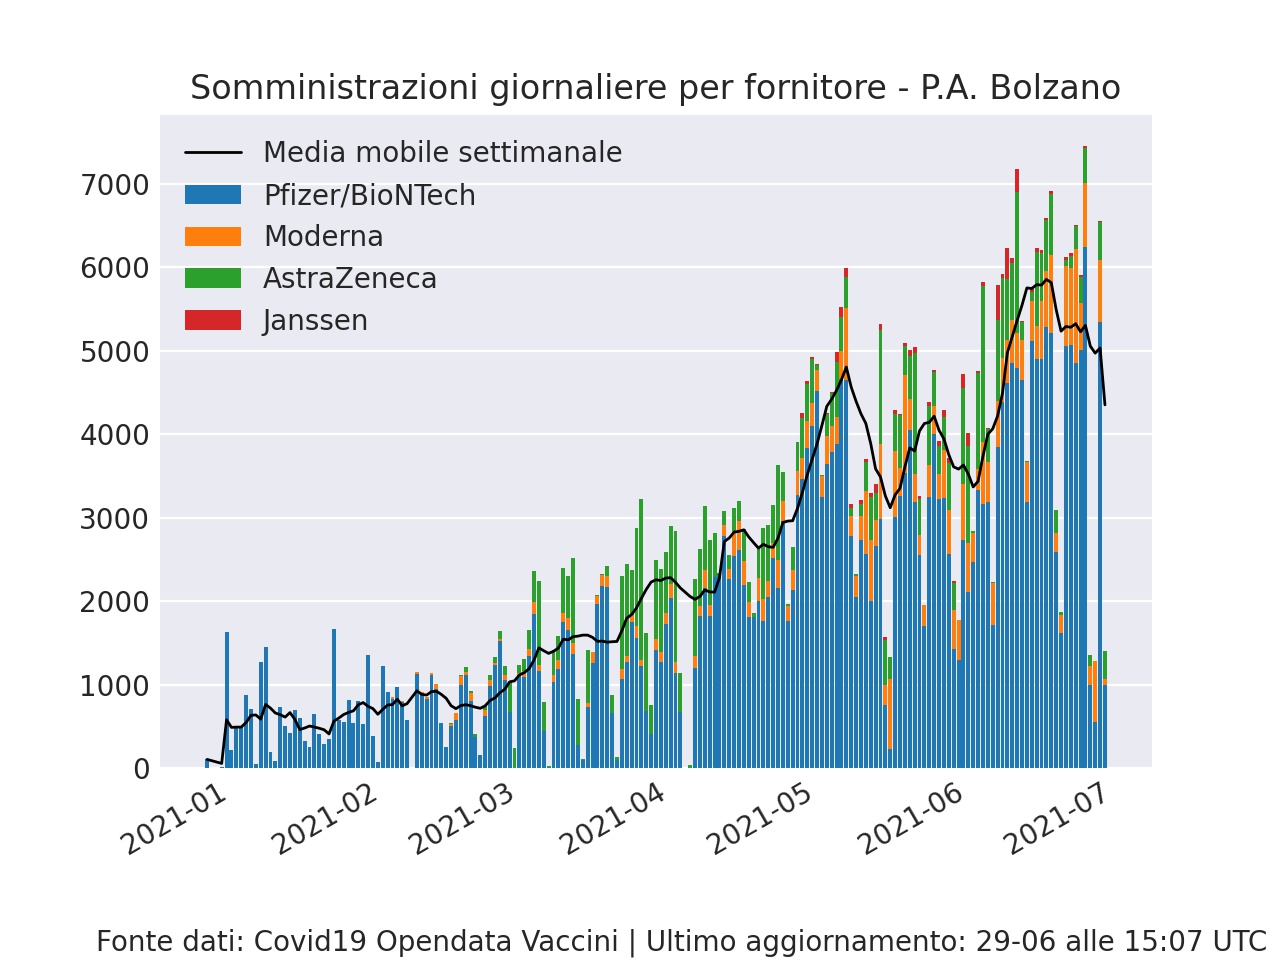 Somministrazioni giornaliere per fornitore - P.A. Bolzano
Media mobile settimanale
Pfizer/BioNTech
Moderna
AstraZeneca
Janssen
7000
6000
5000
4000
3000
2000
1000
0
2021-01
2021-02
2021-03
2021-04
2021-05
2021-06
2021-07
Fonte dati: Covid19 Opendata Vaccini | Ultimo aggiornamento: 29-06 alle 15:07 UTC